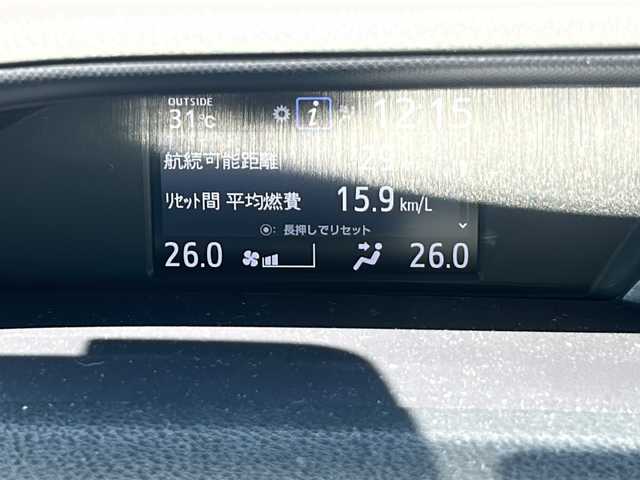 OUTSIDE
31℃ i 12:15
航続可能距離
リセット間 平均燃費 15.9 km/L
⦿: 長押しでリセット
26.0 26.0